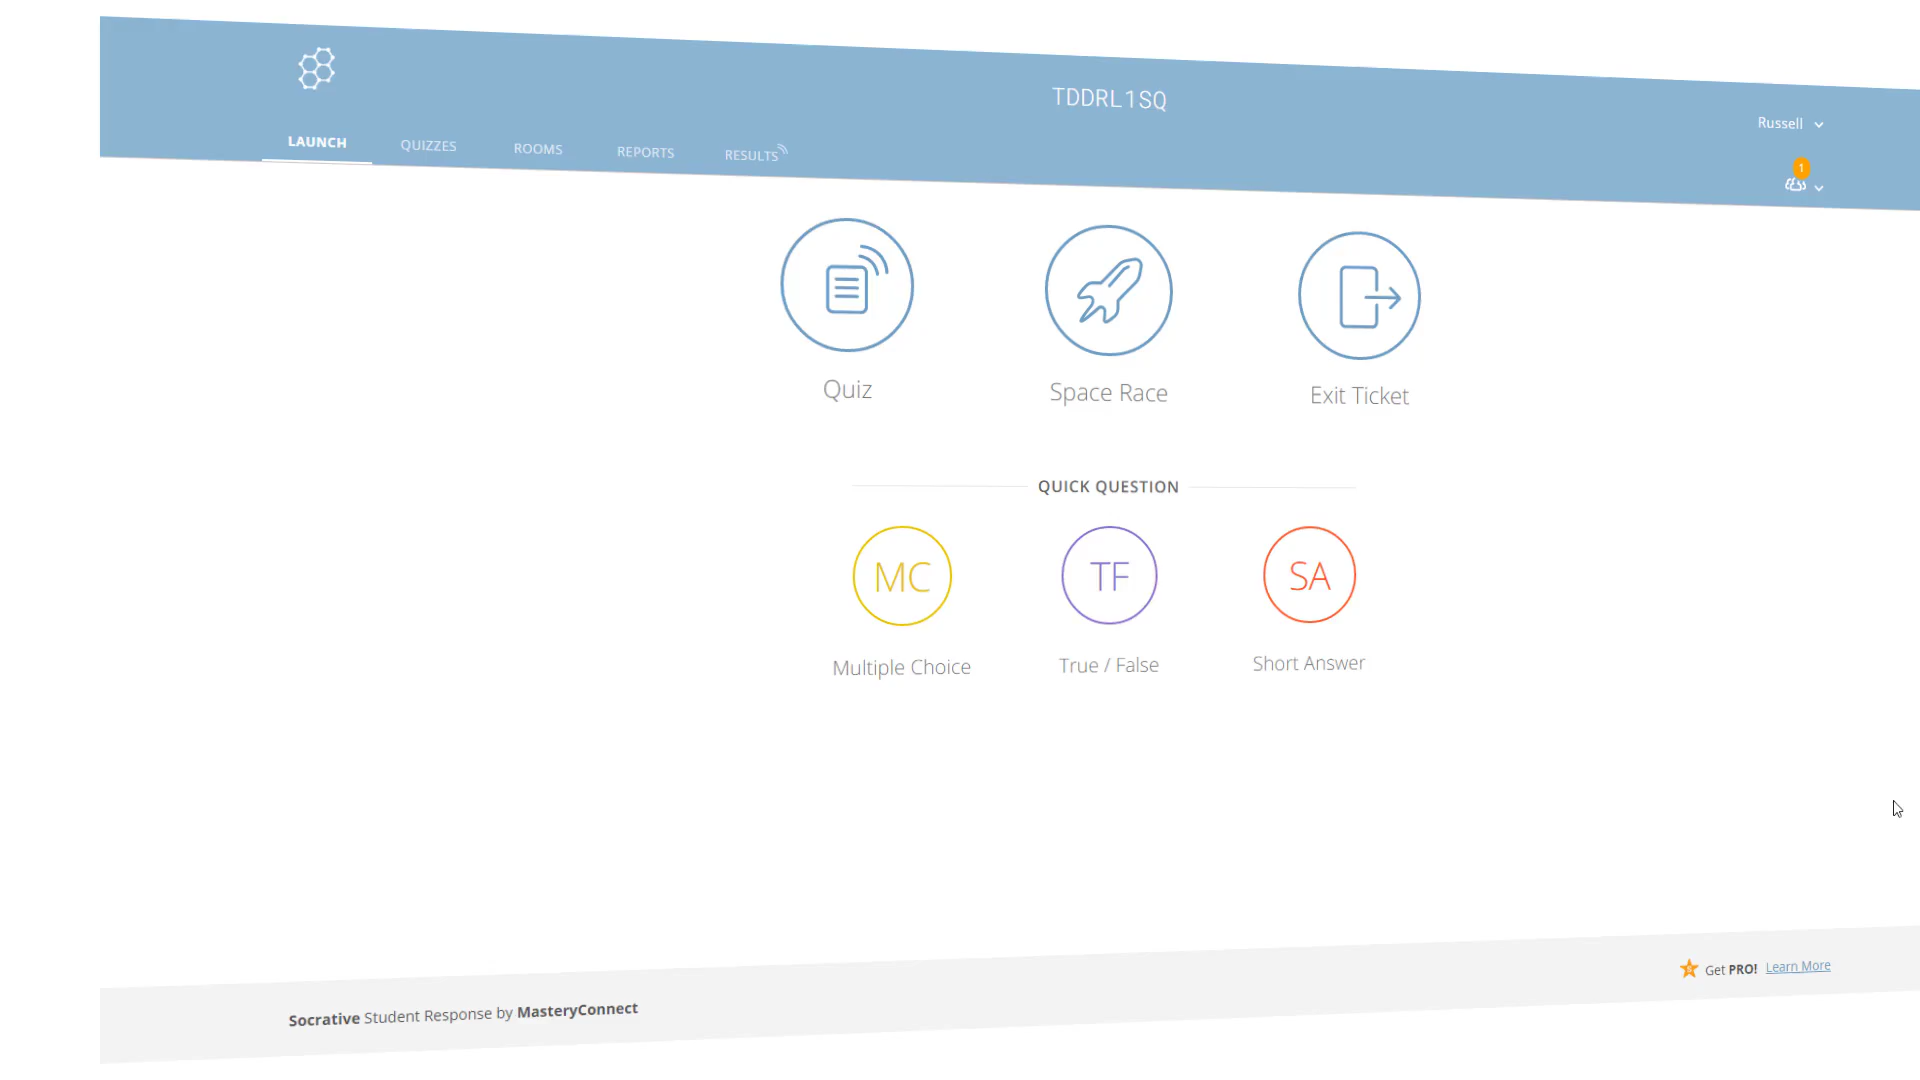 TDDRL1SQ
Russell
LAUNCH QUIZZES ROOMS REPORTS RESULTS
1
Quiz Space Race Exit Ticket
QUICK QUESTION
MC TF SA
Multiple Choice True / False Short Answer
Get PRO! Learn More
Socrative Student Response by MasteryConnect